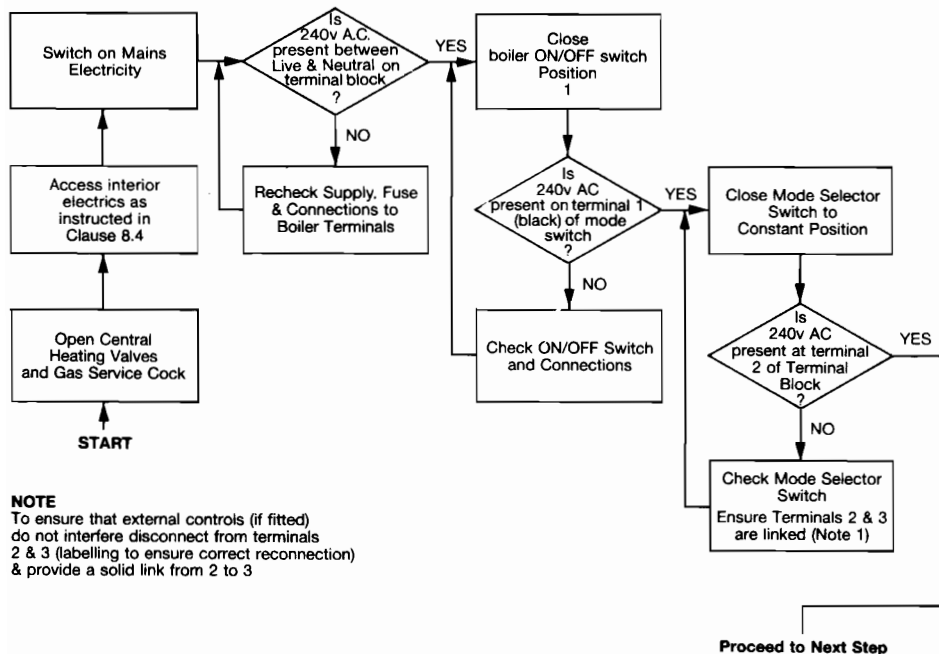 Switch on Mains
Electricity
Is
240v A.C.
present between
Live & Neutral on
terminal block
?
YES
NO
Close
boiler ON/OFF switch
Position
1
Access interior
electrics as
instructed in
Clause 8.4
Recheck Supply, Fuse
& Connections to
Boiler Terminals
Is
240v AC
present on terminal 1
(black) of mode
switch
?
YES
NO
Close Mode Selector
Switch to
Constant Position
Open Central
Heating Valves
and Gas Service Cock
START
Check ON/OFF Switch
and Connections
Is
240v AC
present at terminal
2 of Terminal
Block
?
YES
NO
Check Mode Selector
Switch
Ensure Terminals 2 & 3
are linked (Note 1)
NOTE
To ensure that external controls (if fitted)
do not interfere disconnect from terminals
2 & 3 (labelling to ensure correct reconnection)
& provide a solid link from 2 to 3
Proceed to Next Step